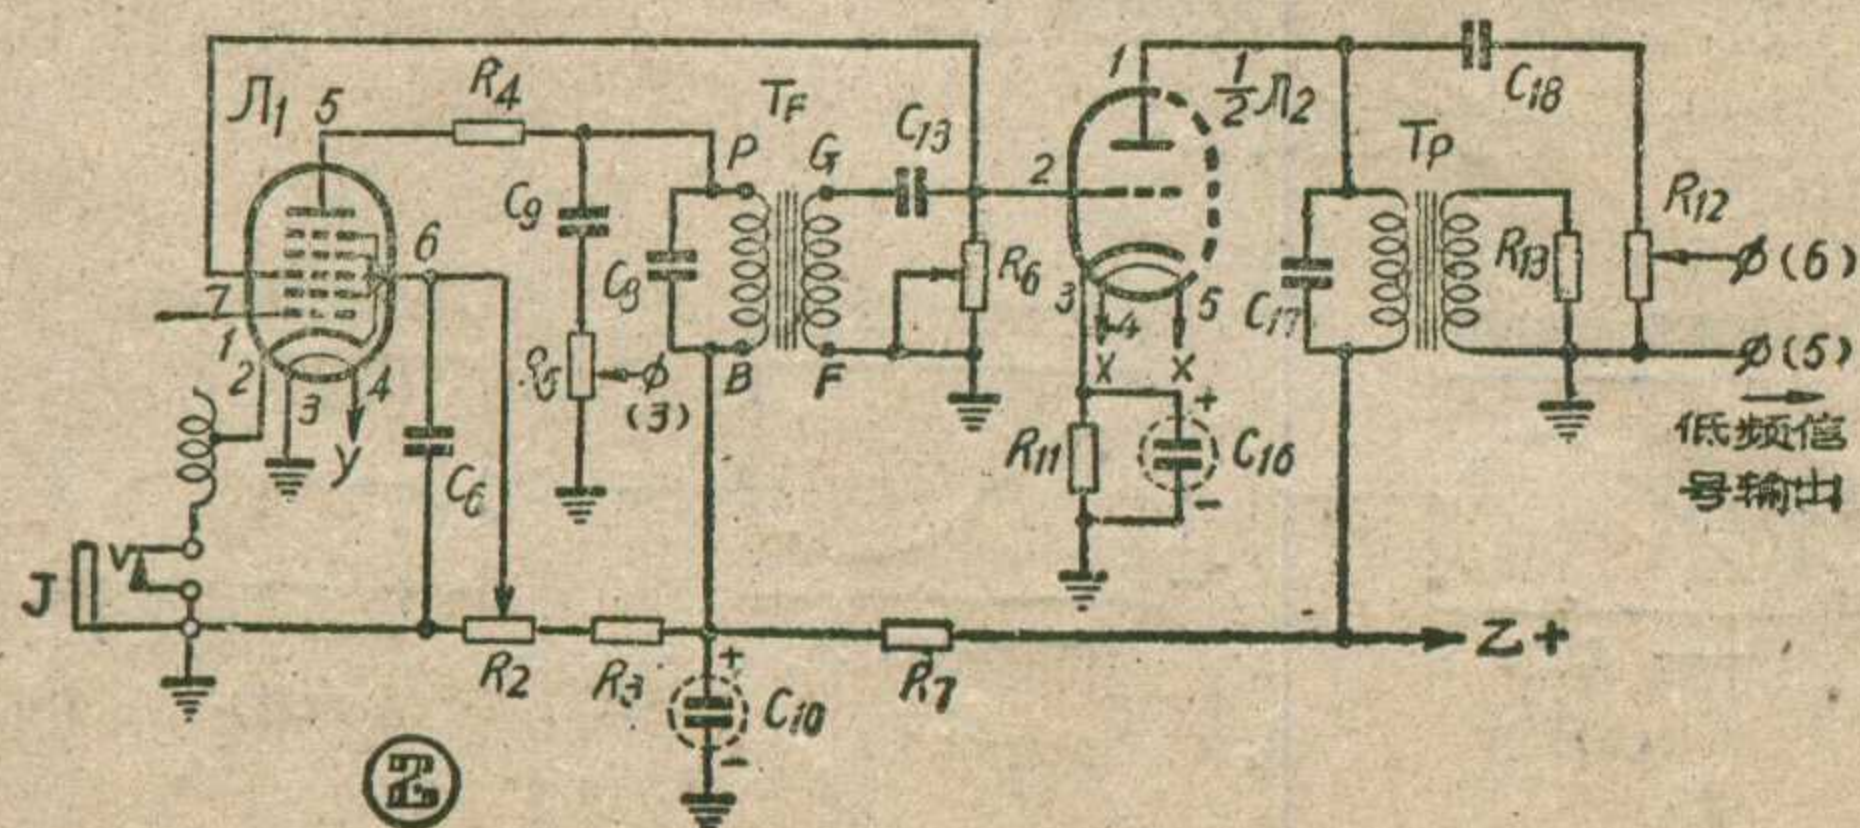 Л1
5
R4
TF
C13
1
1/2 Л2
C18
TP
P
G
2
R12
C9
6
C8
R6
R13
ø(6)
7
3
4
5
C17
1
2
3
4
R5
ø
(3)
B
F
X
X
ø(5)
+
У
C6
R11
C16
-
低频信
号输出
J
V
Z+
R2
R3
R7
+
C10
-
乙